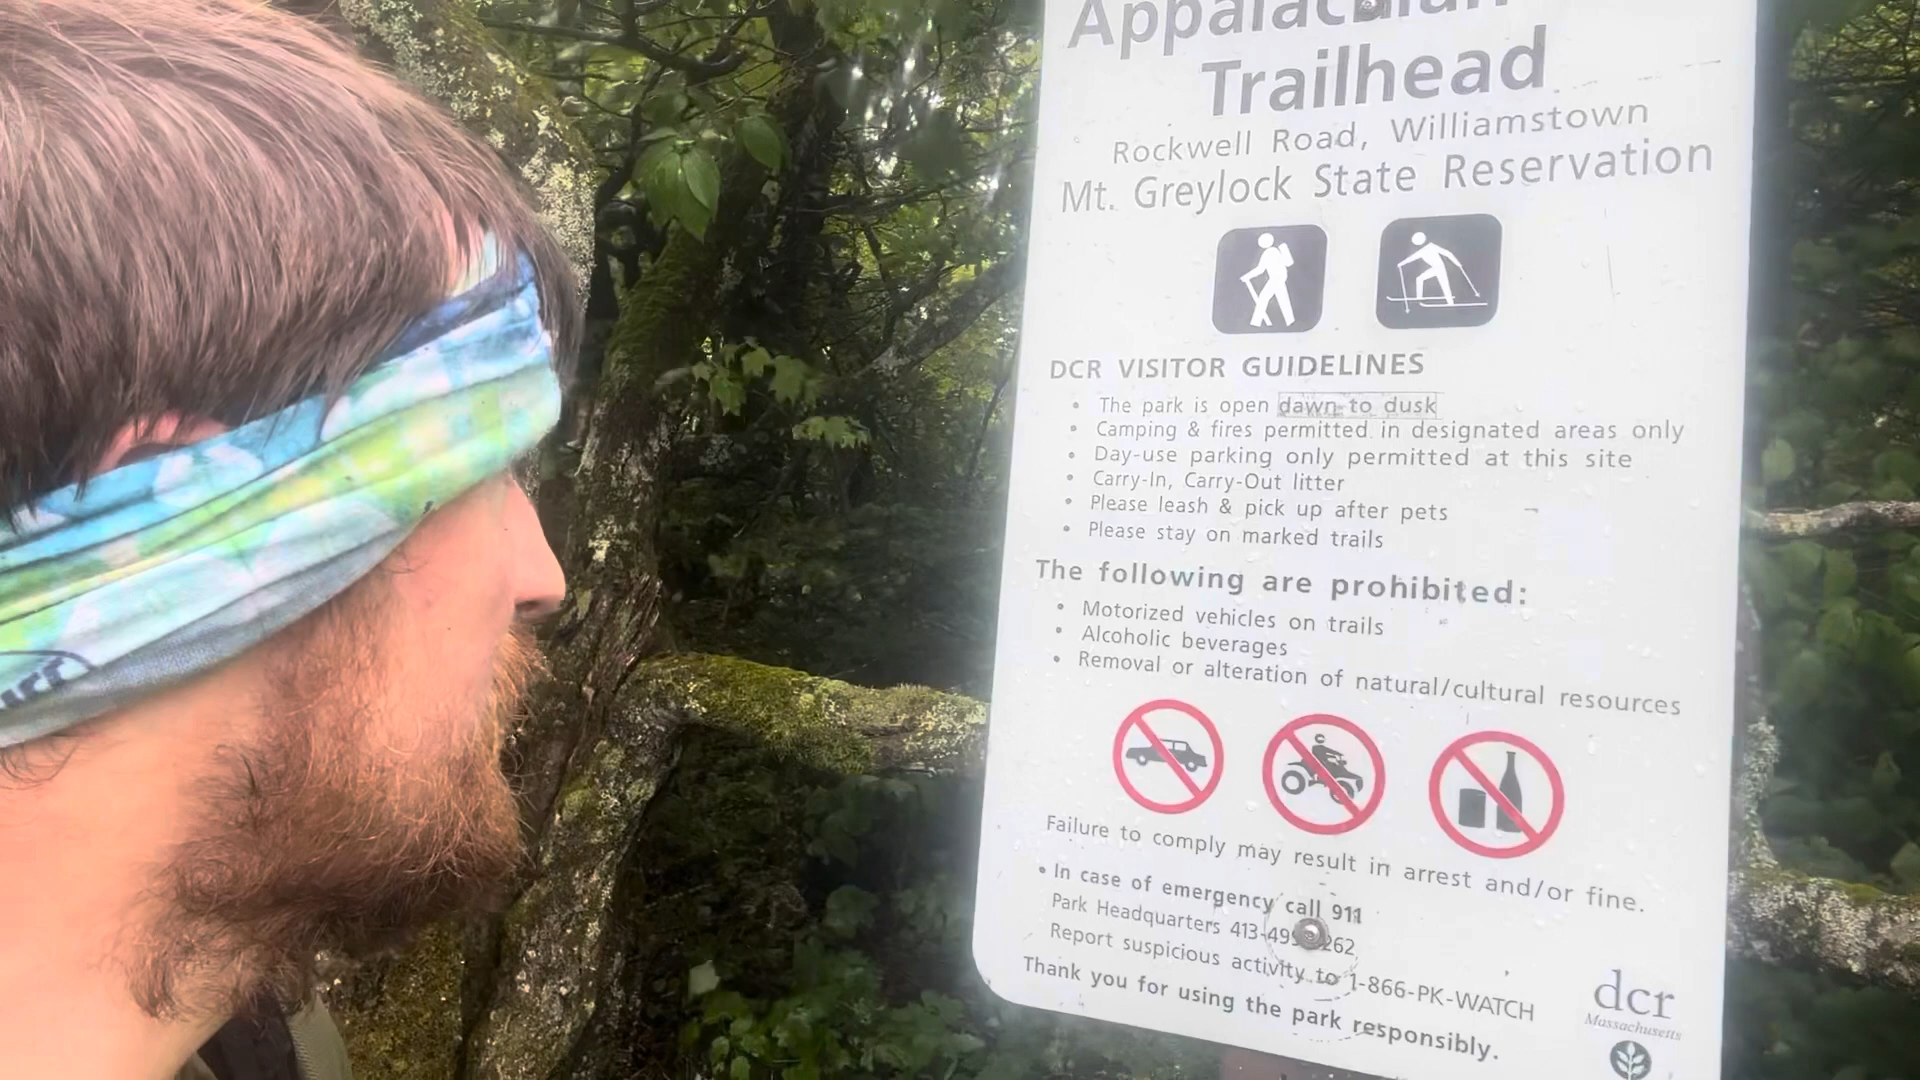 Appalachian
Trailhead
Rockwell Road, Williamstown
Mt. Greylock State Reservation
DCR VISITOR GUIDELINES
• The park is open dawn to dusk
• Camping & fires permitted in designated areas only
• Day-use parking only permitted at this site
• Carry-In, Carry-Out litter
• Please leash & pick up after pets
• Please stay on marked trails
The following are prohibited:
• Motorized vehicles on trails
• Alcoholic beverages
• Removal or alteration of natural/cultural resources
Failure to comply may result in arrest and/or fine.
• In case of emergency call 911
Park Headquarters
Report suspicious activity to 1-866-PK-WATCH
Thank you for using the park responsibly.
dcr
Massachusetts